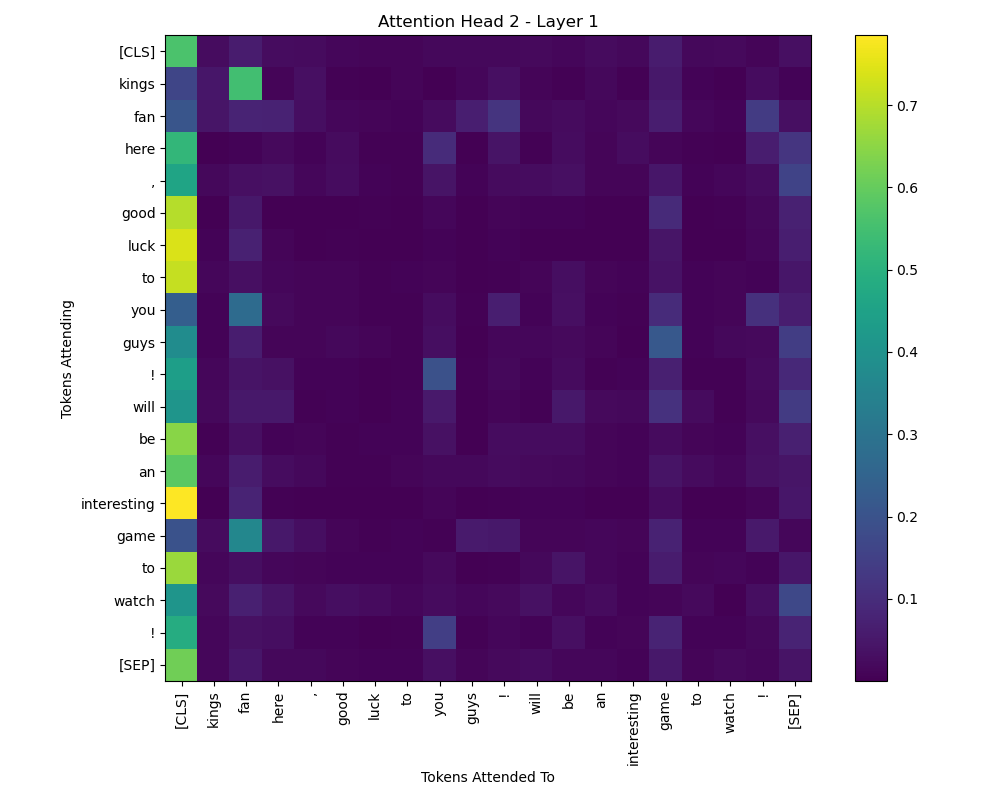 Attention Head 2 - Layer 1
Tokens Attending
[CLS]
kings
fan
here
,
good
luck
to
you
guys
!
will
be
an
interesting
game
to
watch
!
[SEP]
[CLS]
kings
fan
here
,
good
luck
to
you
guys
!
will
be
an
interesting
game
to
watch
!
[SEP]
Tokens Attended To
0.7
0.6
0.5
0.4
0.3
0.2
0.1